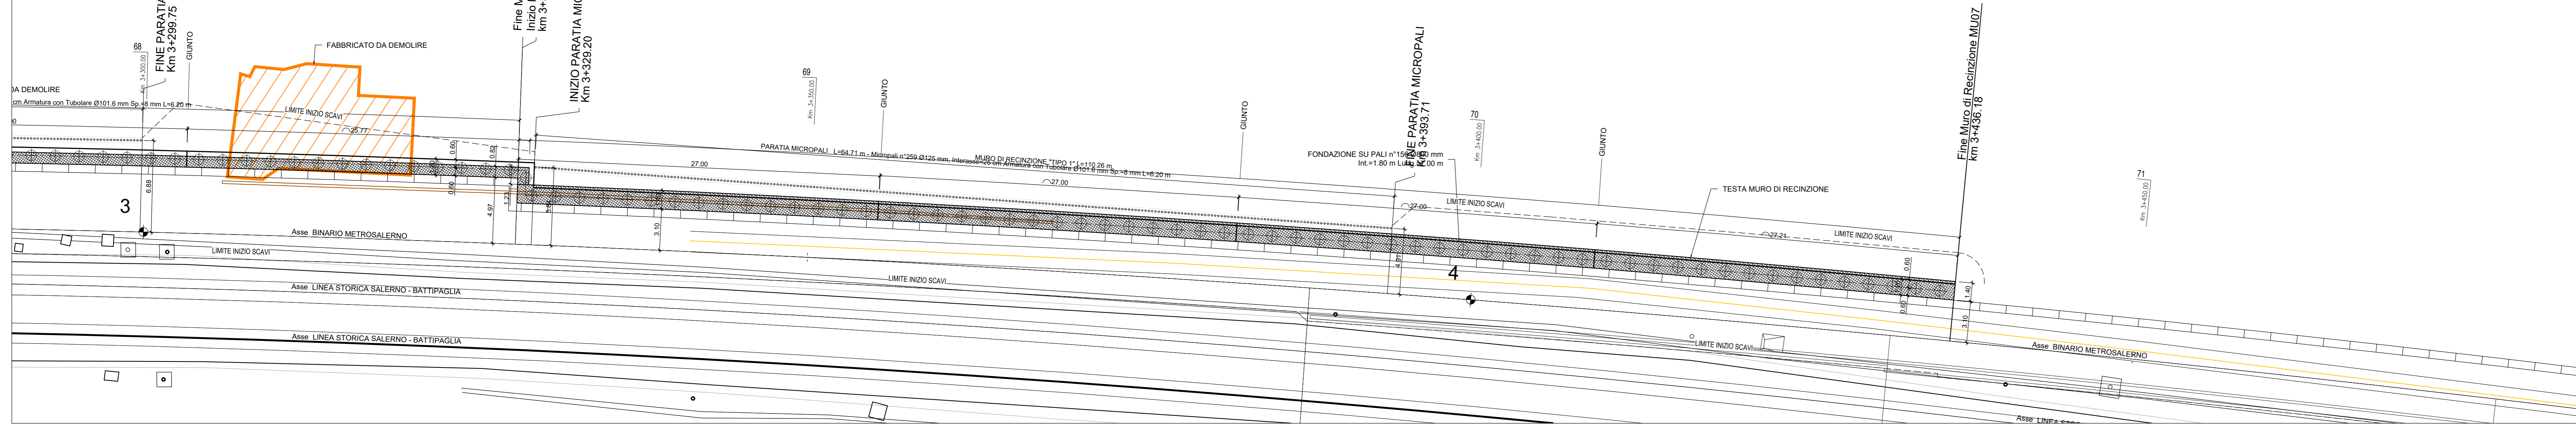 68
Km 3+300.00
FINE PARATIA
Km 3+299.75
GIUNTO
FABBRICATO DA DEMOLIRE
DA DEMOLIRE
cm Armatura con Tubolare Ø101.6 mm Sp.=8 mm L=6.20 m
LIMITE INIZIO SCAVI
25.77
Fine M
Inizio
km 3+
INIZIO PARATIA MIC
Km 3+329.20
69
Km 3+350.00
GIUNTO
PARATIA MICROPALI L=64.71 m - Micropali n°259 Ø125 mm, Interasse=25 cm Armatura con Tubolare Ø101.6 mm Sp.=8 mm L=6.20 m
MURO DI RECINZIONE "TIPO 1" L=110.26 m
27.00
27.00
GIUNTO
FINE PARATIA MICROPALI
Km 3+393.71
FONDAZIONE SU PALI
70
Km 3+400.00
27.00
LIMITE INIZIO SCAVI
GIUNTO
TESTA MURO DI RECINZIONE
27.21
LIMITE INIZIO SCAVI
Fine Muro di Recinzione MU07
km 3+436.18
71
Km 3+450.00
0.60
0.82
0.60
6.88
4.97
3.10
4.91
0.60
0.60
1.40
3.10
3
4
Asse BINARIO METROSALERNO
LIMITE INIZIO SCAVI
LIMITE INIZIO SCAVI
Asse LINEA STORICA SALERNO - BATTIPAGLIA
Asse LINEA STORICA SALERNO - BATTIPAGLIA
LIMITE INIZIO SCAVI
Asse BINARIO METROSALERNO